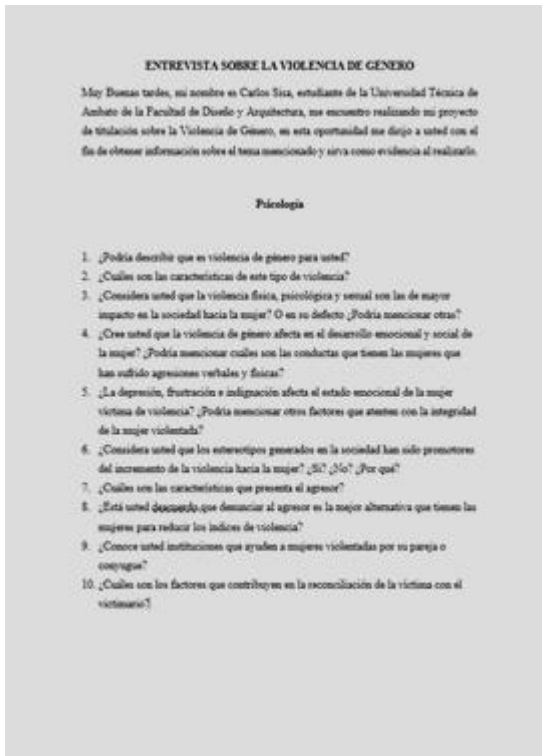 ENTREVISTA SOBRE LA VIOLENCIA DE GÉNERO
Muy Buenas tardes, mi nombre es Carlos Sisa, estudiante de la Universidad Técnica de
Ambato de la Facultad de Diseño y Arquitectura, me encuentro realizando mi proyecto
de titulación sobre la Violencia de Género, en esta oportunidad me dirijo a usted con el
fin de obtener información sobre el tema mencionado y sirva como evidencia al realizarlo.
Psicología
1. ¿Podría describir que es violencia de género para usted?
2. ¿Cuáles son las características de este tipo de violencia?
3. ¿Considera usted que la violencia física, psicológica y sexual son las de mayor
impacto en la sociedad hacia la mujer? O en su defecto ¿Podría mencionar otras?
4. ¿Cree usted que la violencia de género afecta en el desarrollo emocional y social de
la mujer? ¿Podría mencionar cuáles son las conductas que tienen las mujeres que
han sufrido agresiones verbales y físicas?
5. ¿La depresión, frustración e indignación afecta el estado emocional de la mujer
víctima de violencia? ¿Podría mencionar otros factores que atenten con la integridad
de la mujer violentada?
6. ¿Considera usted que los estereotipos generados en la sociedad han sido promotores
del incremento de la violencia hacia la mujer? ¿Si? ¿No? ¿Por qué?
7. ¿Cuáles son las características que presenta el agresor?
8. ¿Está usted deacuerdo que denunciar al agresor es la mejor alternativa que tienen las
mujeres para reducir los índices de violencia?
9. ¿Conoce usted instituciones que ayuden a mujeres violentadas por su pareja o
conyugue?
10. ¿Cuáles son los factores que contribuyen en la reconciliación de la víctima con el
victimario?